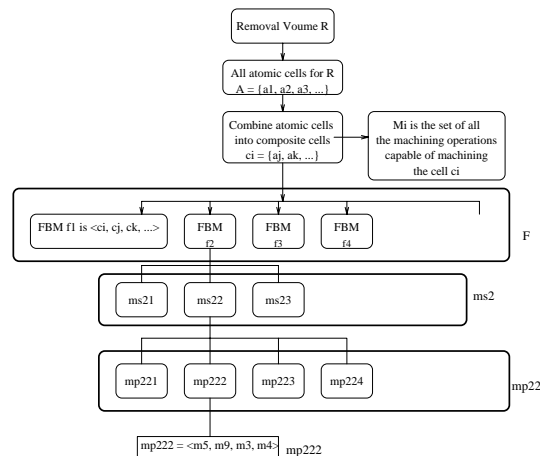 Removal Voume R
All atomic cells for R
A = {a1, a2, a3, ...}
Combine atomic cells
into composite cells
ci = {aj, ak, ...}
Mi is the set of all
the machining operations
capable of machining
the cell ci
FBM f1 is <ci, cj, ck, ...>
FBM
f2
FBM
f3
FBM
f4
F
ms21
ms22
ms23
ms2
mp221
mp222
mp223
mp224
mp22
mp222 = <m5, m9, m3, m4>
mp222